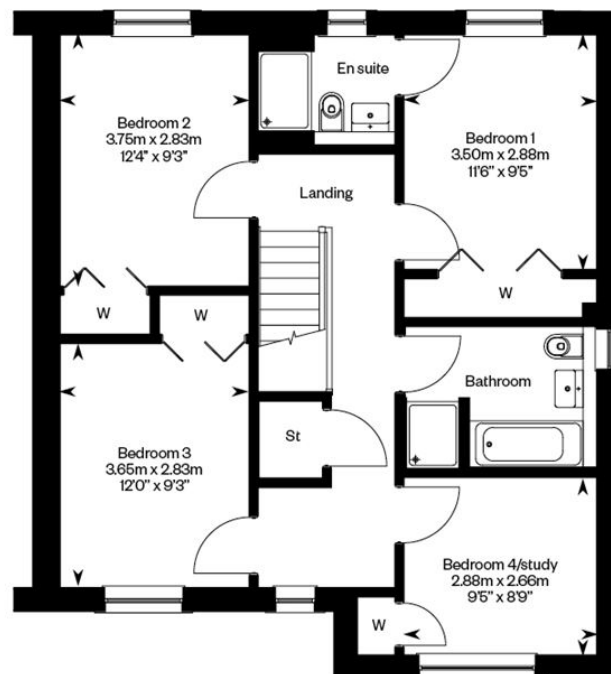 En suite
Bedroom 2
3.75m x 2.83m
12'4" x 9'3"
Bedroom 1
3.50m x 2.88m
11'6" x 9'5"
Landing
W
W
W
Bathroom
St
Bedroom 3
3.65m x 2.83m
12'0" x 9'3"
Bedroom 4/study
2.88m x 2.66m
9'5" x 8'9"
W